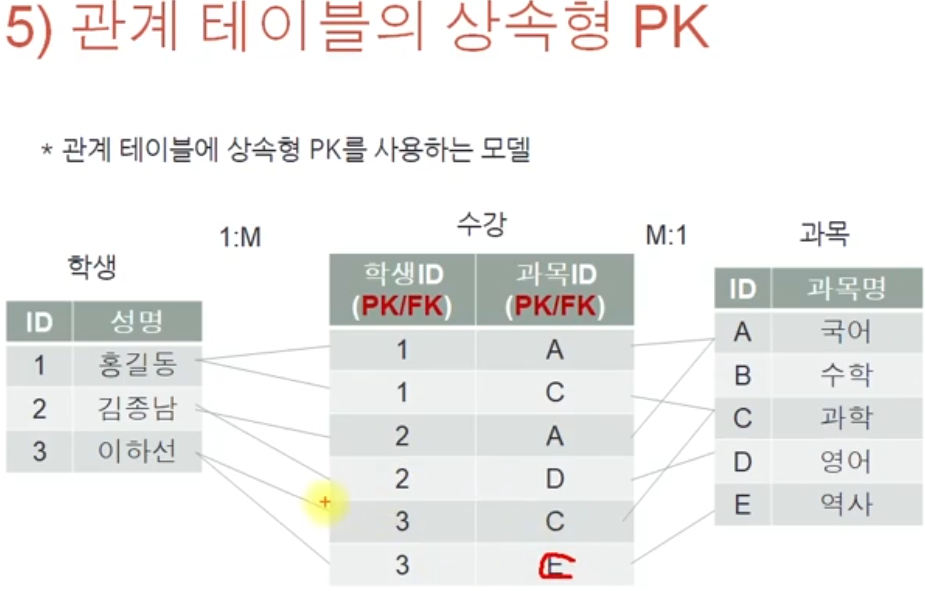 5) 관계 테이블의 상속형 PK
* 관계 테이블에 상속형 PK를 사용하는 모델
학생
ID 성명
1 홍길동
2 김종남
3 이하선
1:M
수강
학생ID (PK/FK) 과목ID (PK/FK)
1 A
1 C
2 A
2 D
3 C
3 E
M:1
과목
ID 과목명
A 국어
B 수학
C 과학
D 영어
E 역사